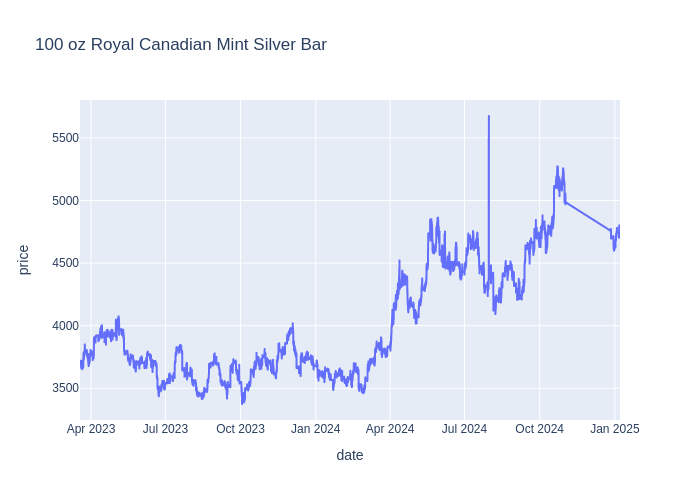 100 oz Royal Canadian Mint Silver Bar
5500
5000
4500
4000
3500
price
Apr 2023 Jul 2023 Oct 2023 Jan 2024 Apr 2024 Jul 2024 Oct 2024 Jan 2025
date